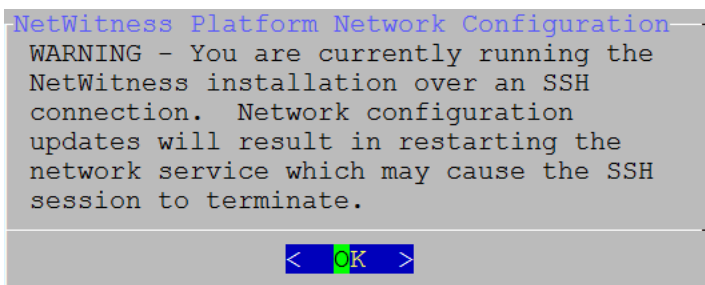 NetWitness Platform Network Configuration
WARNING - You are currently running the
NetWitness installation over an SSH
connection.  Network configuration
updates will result in restarting the
network service which may cause the SSH
session to terminate.
<  OK  >